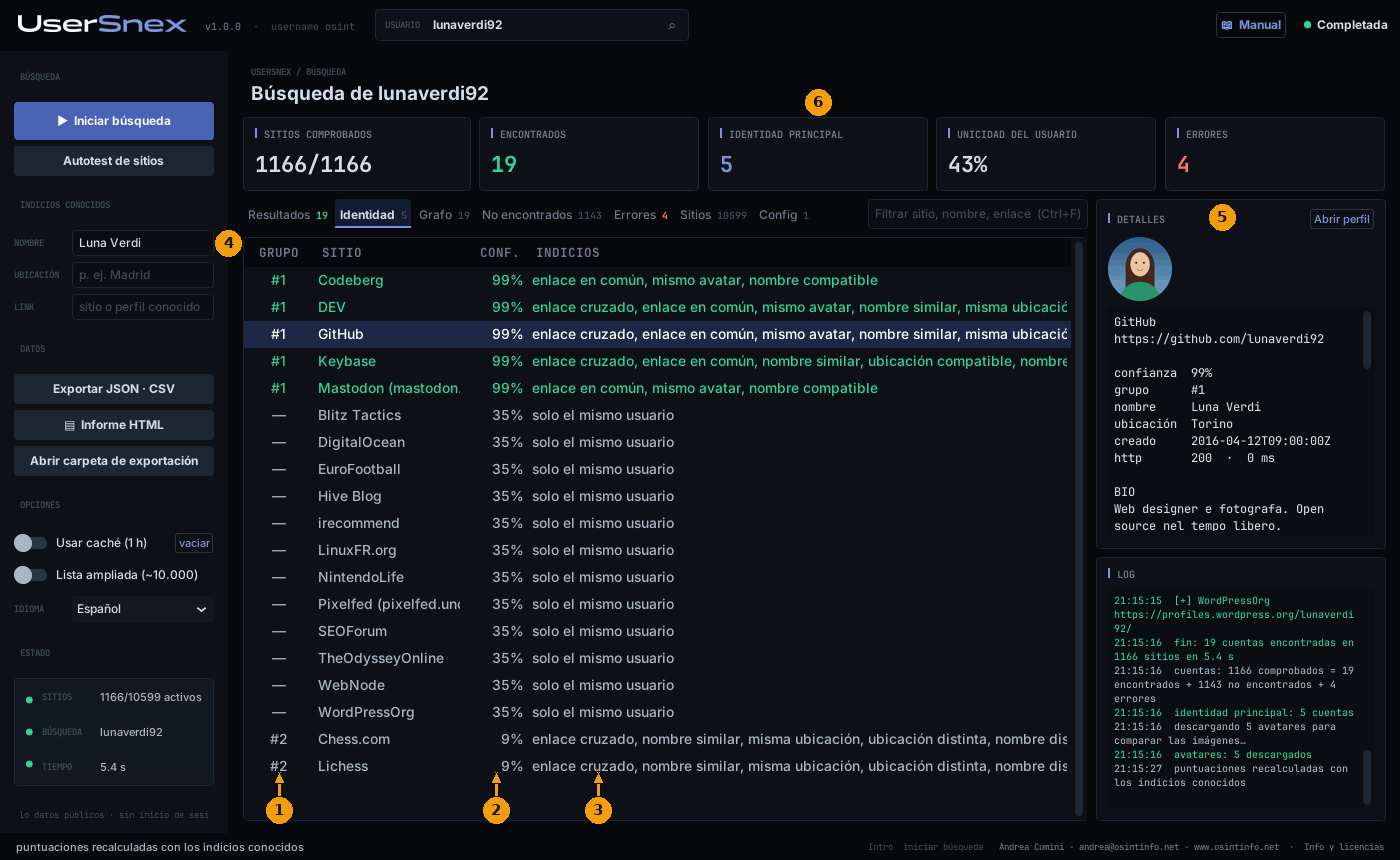 UserSnex v1.0.0 · username osint USUARIO lunaverdi92 Manual Completada
BÚSQUEDA
Iniciar búsqueda
Autotest de sitios
INDICIOS CONOCIDOS
NOMBRE Luna Verdi
UBICACIÓN p. ej. Madrid
LINK sitio o perfil conocido
DATOS
Exportar JSON · CSV
Informe HTML
Abrir carpeta de exportación
OPCIONES
Usar caché (1 h) vaciar
Lista ampliada (~10.000)
IDIOMA Español
ESTADO
SITIOS 1166/10599 activos
BÚSQUEDA lunaverdi92
TIEMPO 5.4 s
lo datos públicos · sin inicio de sesi
USERSNEX / BÚSQUEDA
Búsqueda de lunaverdi92
6
SITIOS COMPROBADOS
1166/1166
ENCONTRADOS
19
IDENTIDAD PRINCIPAL
5
UNICIDAD DEL USUARIO
43%
ERRORES
4
Resultados 19 Identidad 5 Grafo 19 No encontrados 1143 Errores 4 Sitios 10599 Config 1 Filtrar sitio, nombre, enlace (Ctrl+F)
4
GRUPO SITIO CONF. INDICIOS
#1 Codeberg 99% enlace en común, mismo avatar, nombre compatible
#1 DEV 99% enlace cruzado, enlace en común, mismo avatar, nombre similar, misma ubicació
#1 GitHub 99% enlace cruzado, enlace en común, mismo avatar, nombre similar, misma ubicació
#1 Keybase 99% enlace cruzado, enlace en común, nombre similar, ubicación compatible, nombre
#1 Mastodon (mastodon. 99% enlace en común, mismo avatar, nombre compatible
— Blitz Tactics 35% solo el mismo usuario
— DigitalOcean 35% solo el mismo usuario
— EuroFootball 35% solo el mismo usuario
— Hive Blog 35% solo el mismo usuario
— irecommend 35% solo el mismo usuario
— LinuxFR.org 35% solo el mismo usuario
— NintendoLife 35% solo el mismo usuario
— Pixelfed (pixelfed.unc 35% solo el mismo usuario
— SEOForum 35% solo el mismo usuario
— TheOdysseyOnline 35% solo el mismo usuario
— WebNode 35% solo el mismo usuario
— WordPressOrg 35% solo el mismo usuario
#2 Chess.com 9% enlace cruzado, nombre similar, misma ubicación, ubicación distinta, nombre dis
#2 Lichess 9% enlace cruzado, nombre similar, misma ubicación, ubicación distinta, nombre dis
1 2 3
DETALLES 5 Abrir perfil
GitHub
https://github.com/lunaverdi92
confianza 99%
grupo #1
nombre Luna Verdi
ubicación Torino
creado 2016-04-12T09:00:00Z
http 200 · 0 ms
BIO
Web designer e fotografa. Open
source nel tempo libero.
LOG
21:15:15 [+] WordPressOrg
https://profiles.wordpress.org/lunaverdi
92/
21:15:16 fin: 19 cuentas encontradas en
1166 sitios en 5.4 s
21:15:16 cuentas: 1166 comprobados = 19
encontrados + 1143 no encontrados + 4
errores
21:15:16 identidad principal: 5 cuentas
21:15:16 descargando 5 avatares para
comparar las imágenes…
21:15:16 avatares: 5 descargados
21:15:27 puntuaciones recalculadas con
los indicios conocidos
puntuaciones recalculadas con los indicios conocidos
Intro iniciar búsqueda Andrea Cumini - andrea@osintinfo.net - www.osintinfo.net · Info y licencias